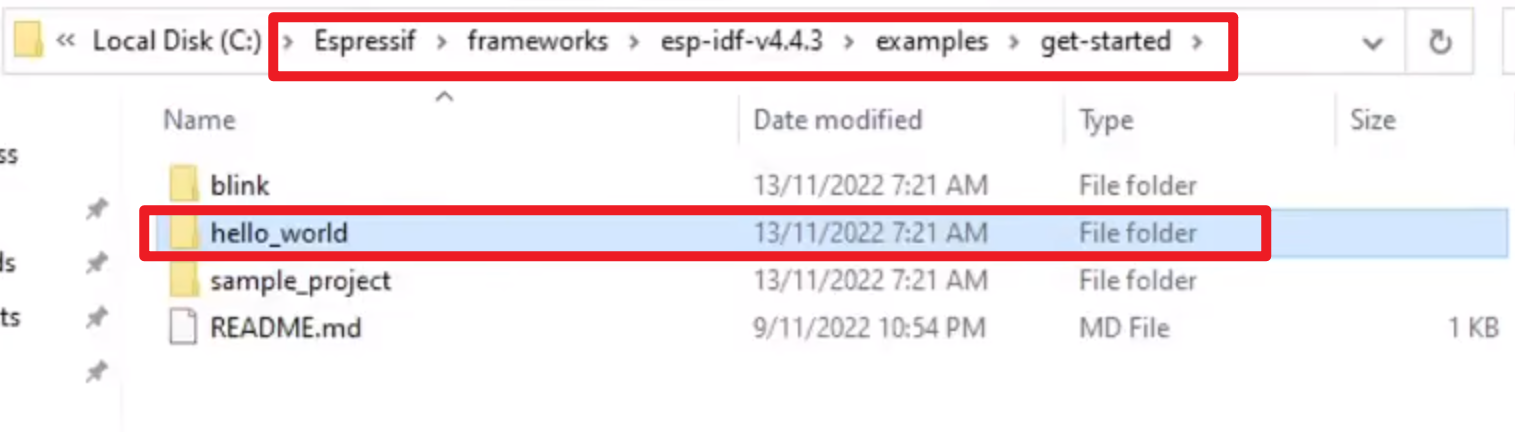 « Local Disk (C:) > Espressif > frameworks > esp-idf-v4.4.3 > examples > get-started >
Name Date modified Type Size
ss
blink 13/11/2022 7:21 AM File folder
hello_world 13/11/2022 7:21 AM File folder
ds
sample_project 13/11/2022 7:21 AM File folder
ts
README.md 9/11/2022 10:54 PM MD File 1 KB